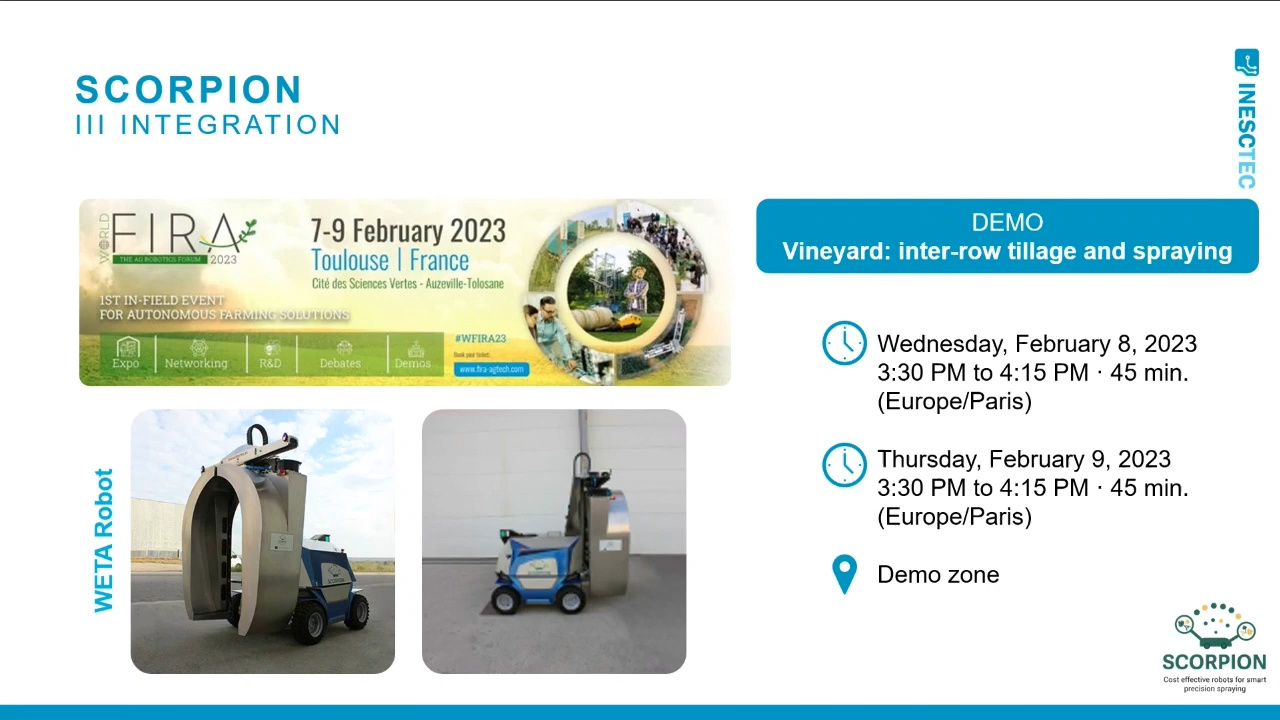 SCORPION
III INTEGRATION
INESCTEC
WORLD
FIRA
THE AG ROBOTICS FORUM 2023
7-9 February 2023
Toulouse | France
Cité des Sciences Vertes - Auzeville-Tolosane
1ST IN-FIELD EVENT
FOR AUTONOMOUS FARMING SOLUTIONS
Expo
Networking
R&D
Debates
Demos
#WFIRA23
Book your ticket:
www.fira-agtech.com
DEMO
Vineyard: inter-row tillage and spraying
Wednesday, February 8, 2023
3:30 PM to 4:15 PM · 45 min.
(Europe/Paris)
Thursday, February 9, 2023
3:30 PM to 4:15 PM · 45 min.
(Europe/Paris)
Demo zone
WETA Robot
SCORPION
SCORPION
Cost effective robots for smart
precision spraying